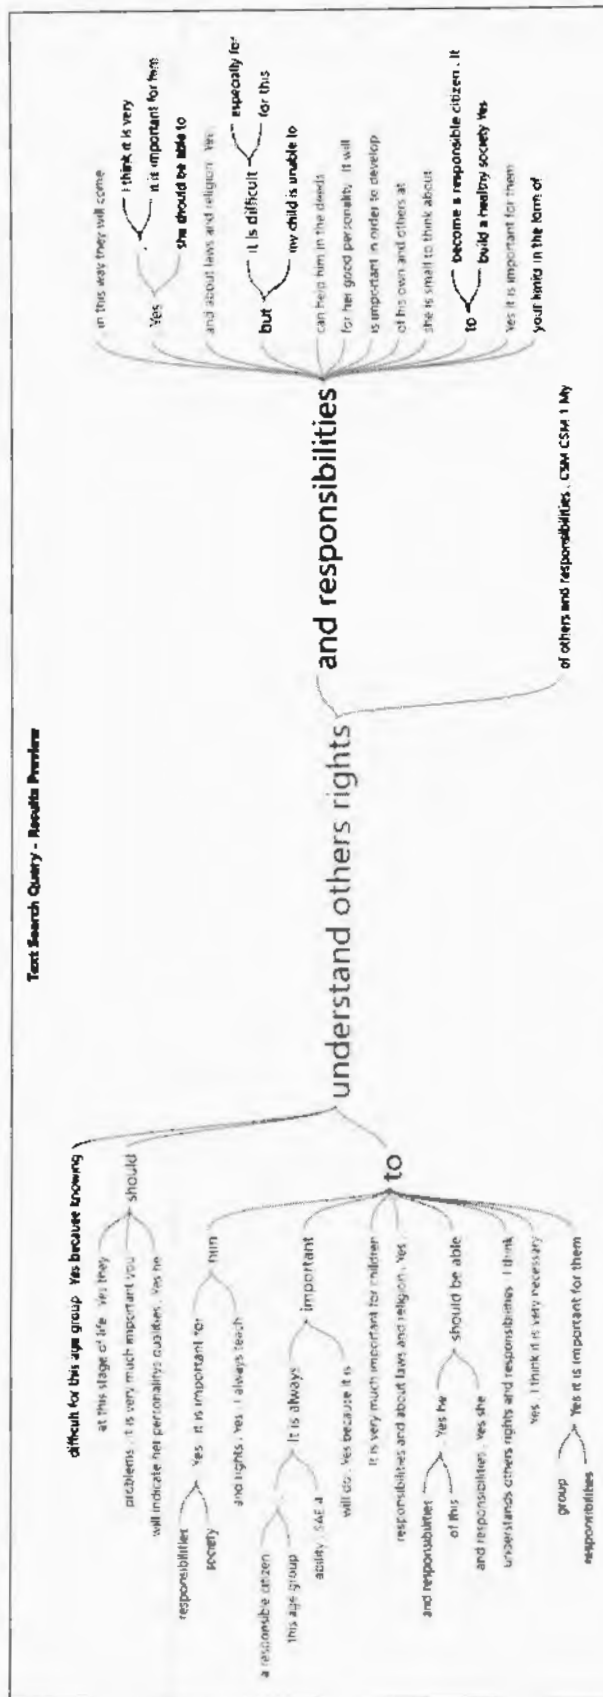 Text Search Query - Results Preview
difficult for this age group Yes because knowing
at this stage of life Yes they
problems . it is very much important you
should
will indicate her personalitys qualities . Yes he
responsibilities
Yes it is important for
society
him
and rights . Yes . I always teach
a responsible citizen
this age group
It is always
ability . SAE a
important
will do . Yes because it is
It is very much important for children
responsibilities and about laws and religion . Yes
and responsibilities
Yes he
of this
should be able
and responsibilities . Yes she
understands others rights and responsibilities . I think
Yes . I think it is very necessary
group
Yes it is important for them
responsibilities
to
understand others rights
and responsibilities
of others and responsibilities . CSM CSM 1 My
in this way they will come
Yes
.
I think it is very
it is important for him
she should be able to
and about laws and religion . Yes .
but
it is difficult
especially for
for this
my child is unable to
can help him in the deeds
for her good personality . It will
is important in order to develop
of his own and others at
she is small to think about
to
become a responsible citizen . It
build a healthy society Yes
Yes it is important for them
your hand in the form of